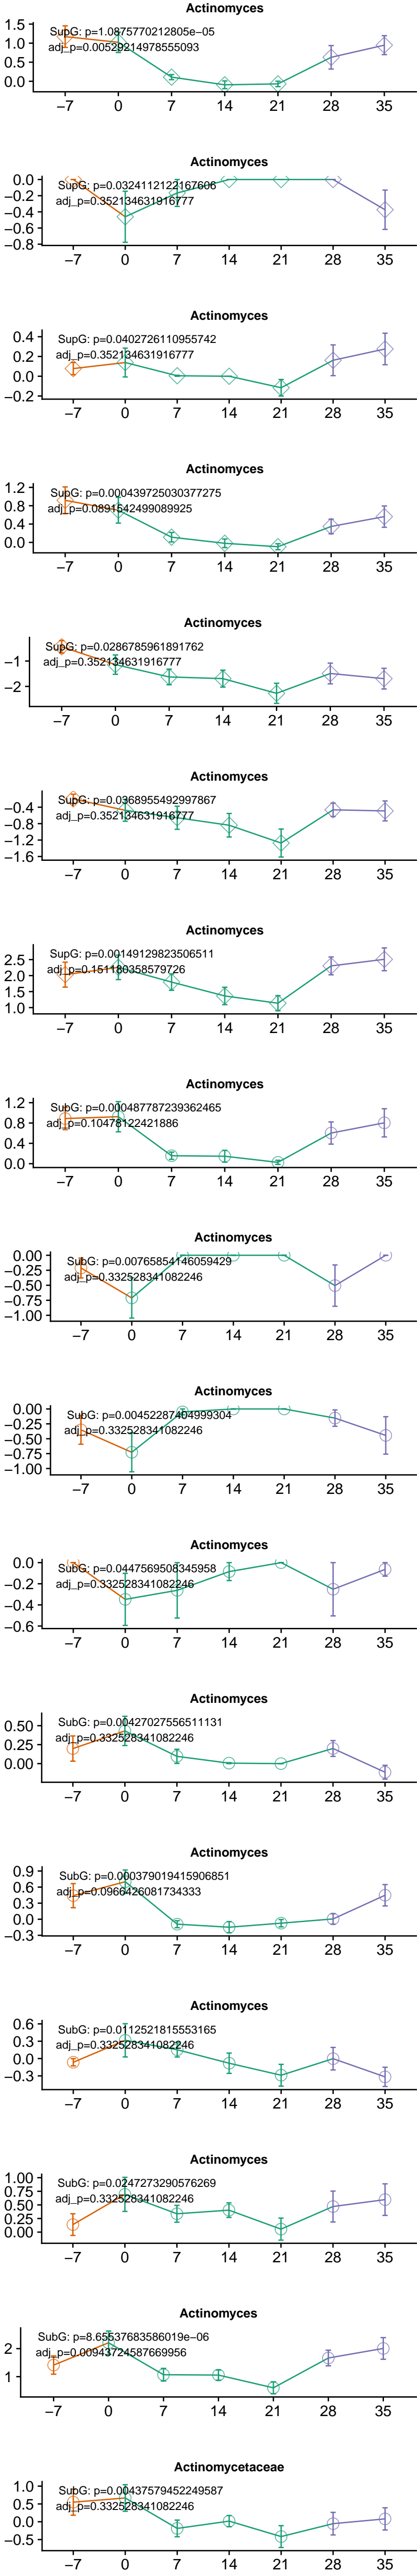 Actinomyces
1.5
SupG: p=1.0875770212805e−05
adj_p=0.00529214978555093
1.0
0.5
0.0
−7 0 7 14 21 28 35
Actinomyces
0.0
SupG: p=0.0324112122167606
−0.2
adj_p=0.352134631916777
−0.4
−0.6
−0.8
−7 0 7 14 21 28 35
Actinomyces
0.4
SupG: p=0.0402726110955742
0.2
adj_p=0.352134631916777
0.0
−0.2
−7 0 7 14 21 28 35
Actinomyces
1.2
SupG: p=0.000439725030377275
0.8
adj_p=0.0891542499089925
0.4
0.0
−7 0 7 14 21 28 35
Actinomyces
SupG: p=0.0286785961891762
−1
adj_p=0.352134631916777
−2
−7 0 7 14 21 28 35
Actinomyces
SupG: p=0.0368955492997867
−0.4
adj_p=0.352134631916777
−0.8
−1.2
−1.6
−7 0 7 14 21 28 35
Actinomyces
SupG: p=0.00149129823506511
2.5
adj_p=0.151180358579726
2.0
1.5
1.0
−7 0 7 14 21 28 35
Actinomyces
1.2
SubG: p=0.000487787239362465
0.8
adj_p=0.10478122421886
0.4
0.0
−7 0 7 14 21 28 35
Actinomyces
0.00
SubG: p=0.00765854146059429
−0.25
adj_p=0.332528341082246
−0.50
−0.75
−1.00
−7 0 7 14 21 28 35
Actinomyces
0.00
SubG: p=0.00452287404999304
−0.25
adj_p=0.332528341082246
−0.50
−0.75
−1.00
−7 0 7 14 21 28 35
Actinomyces
0.0
SubG: p=0.0447569508345958
−0.2
adj_p=0.332528341082246
−0.4
−0.6
−7 0 7 14 21 28 35
Actinomyces
0.50
SubG: p=0.00427027556511131
0.25
adj_p=0.332528341082246
0.00
−7 0 7 14 21 28 35
Actinomyces
0.9
SubG: p=0.000379019415906851
0.6
adj_p=0.0966426081734333
0.3
0.0
−0.3
−7 0 7 14 21 28 35
Actinomyces
0.6
SubG: p=0.0112521815553165
0.3
adj_p=0.332528341082246
0.0
−0.3
−7 0 7 14 21 28 35
Actinomyces
1.00
SubG: p=0.0247273290576269
0.75
adj_p=0.332528341082246
0.50
0.25
0.00
−7 0 7 14 21 28 35
Actinomyces
SubG: p=8.65537683586019e−06
2
adj_p=0.00943724587669956
1
−7 0 7 14 21 28 35
Actinomycetaceae
1.0
SubG: p=0.00437579452249587
0.5
adj_p=0.332528341082246
0.0
−0.5
−7 0 7 14 21 28 35